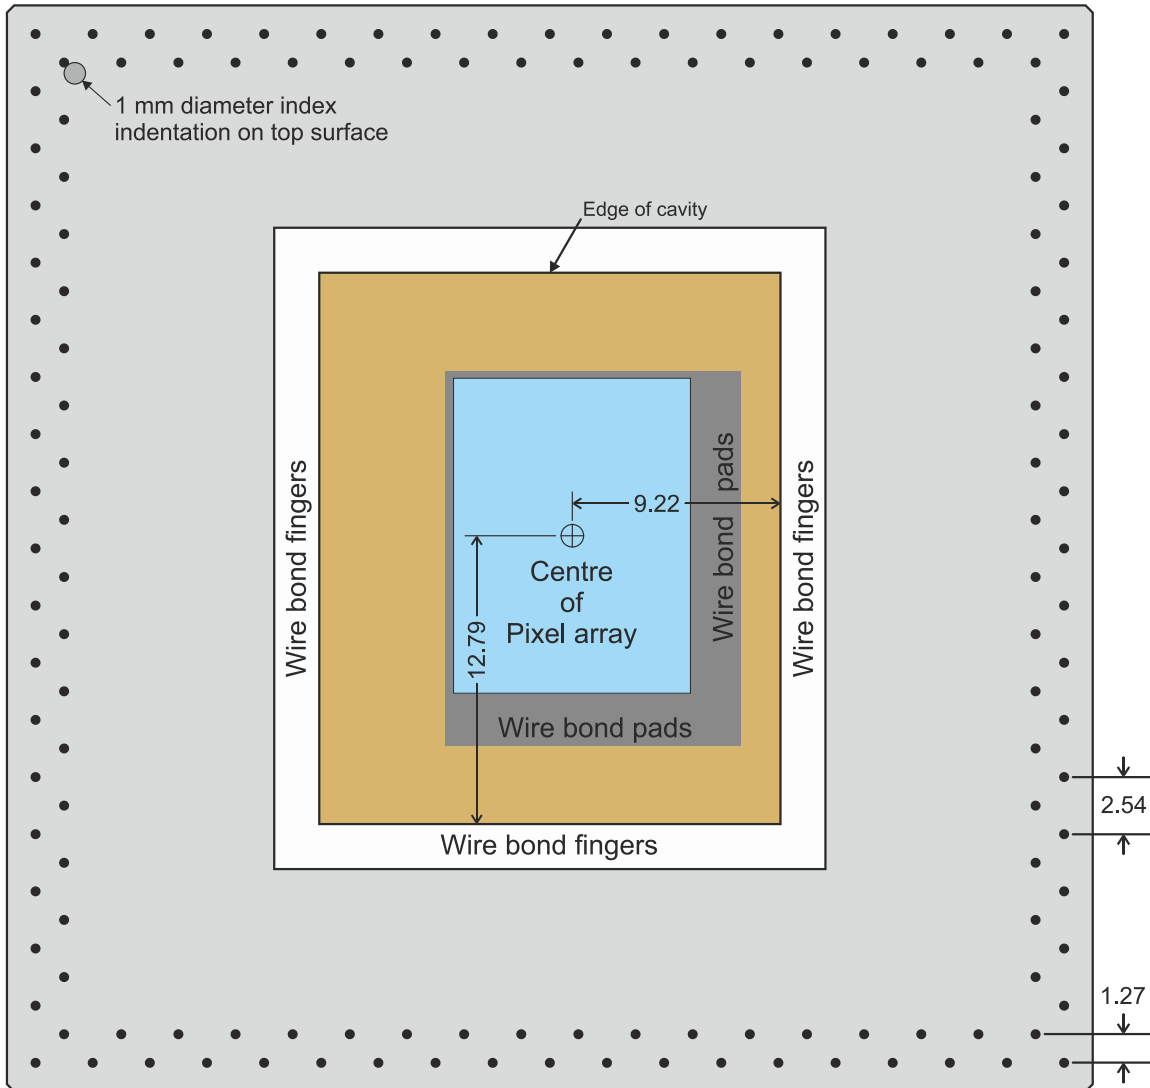 1 mm diameter index
indentation on top surface
Edge of cavity
Wire bond fingers
9.22
Wire bond pads
Wire bond fingers
Centre
of
Pixel array
12.79
Wire bond pads
Wire bond fingers
2.54
1.27